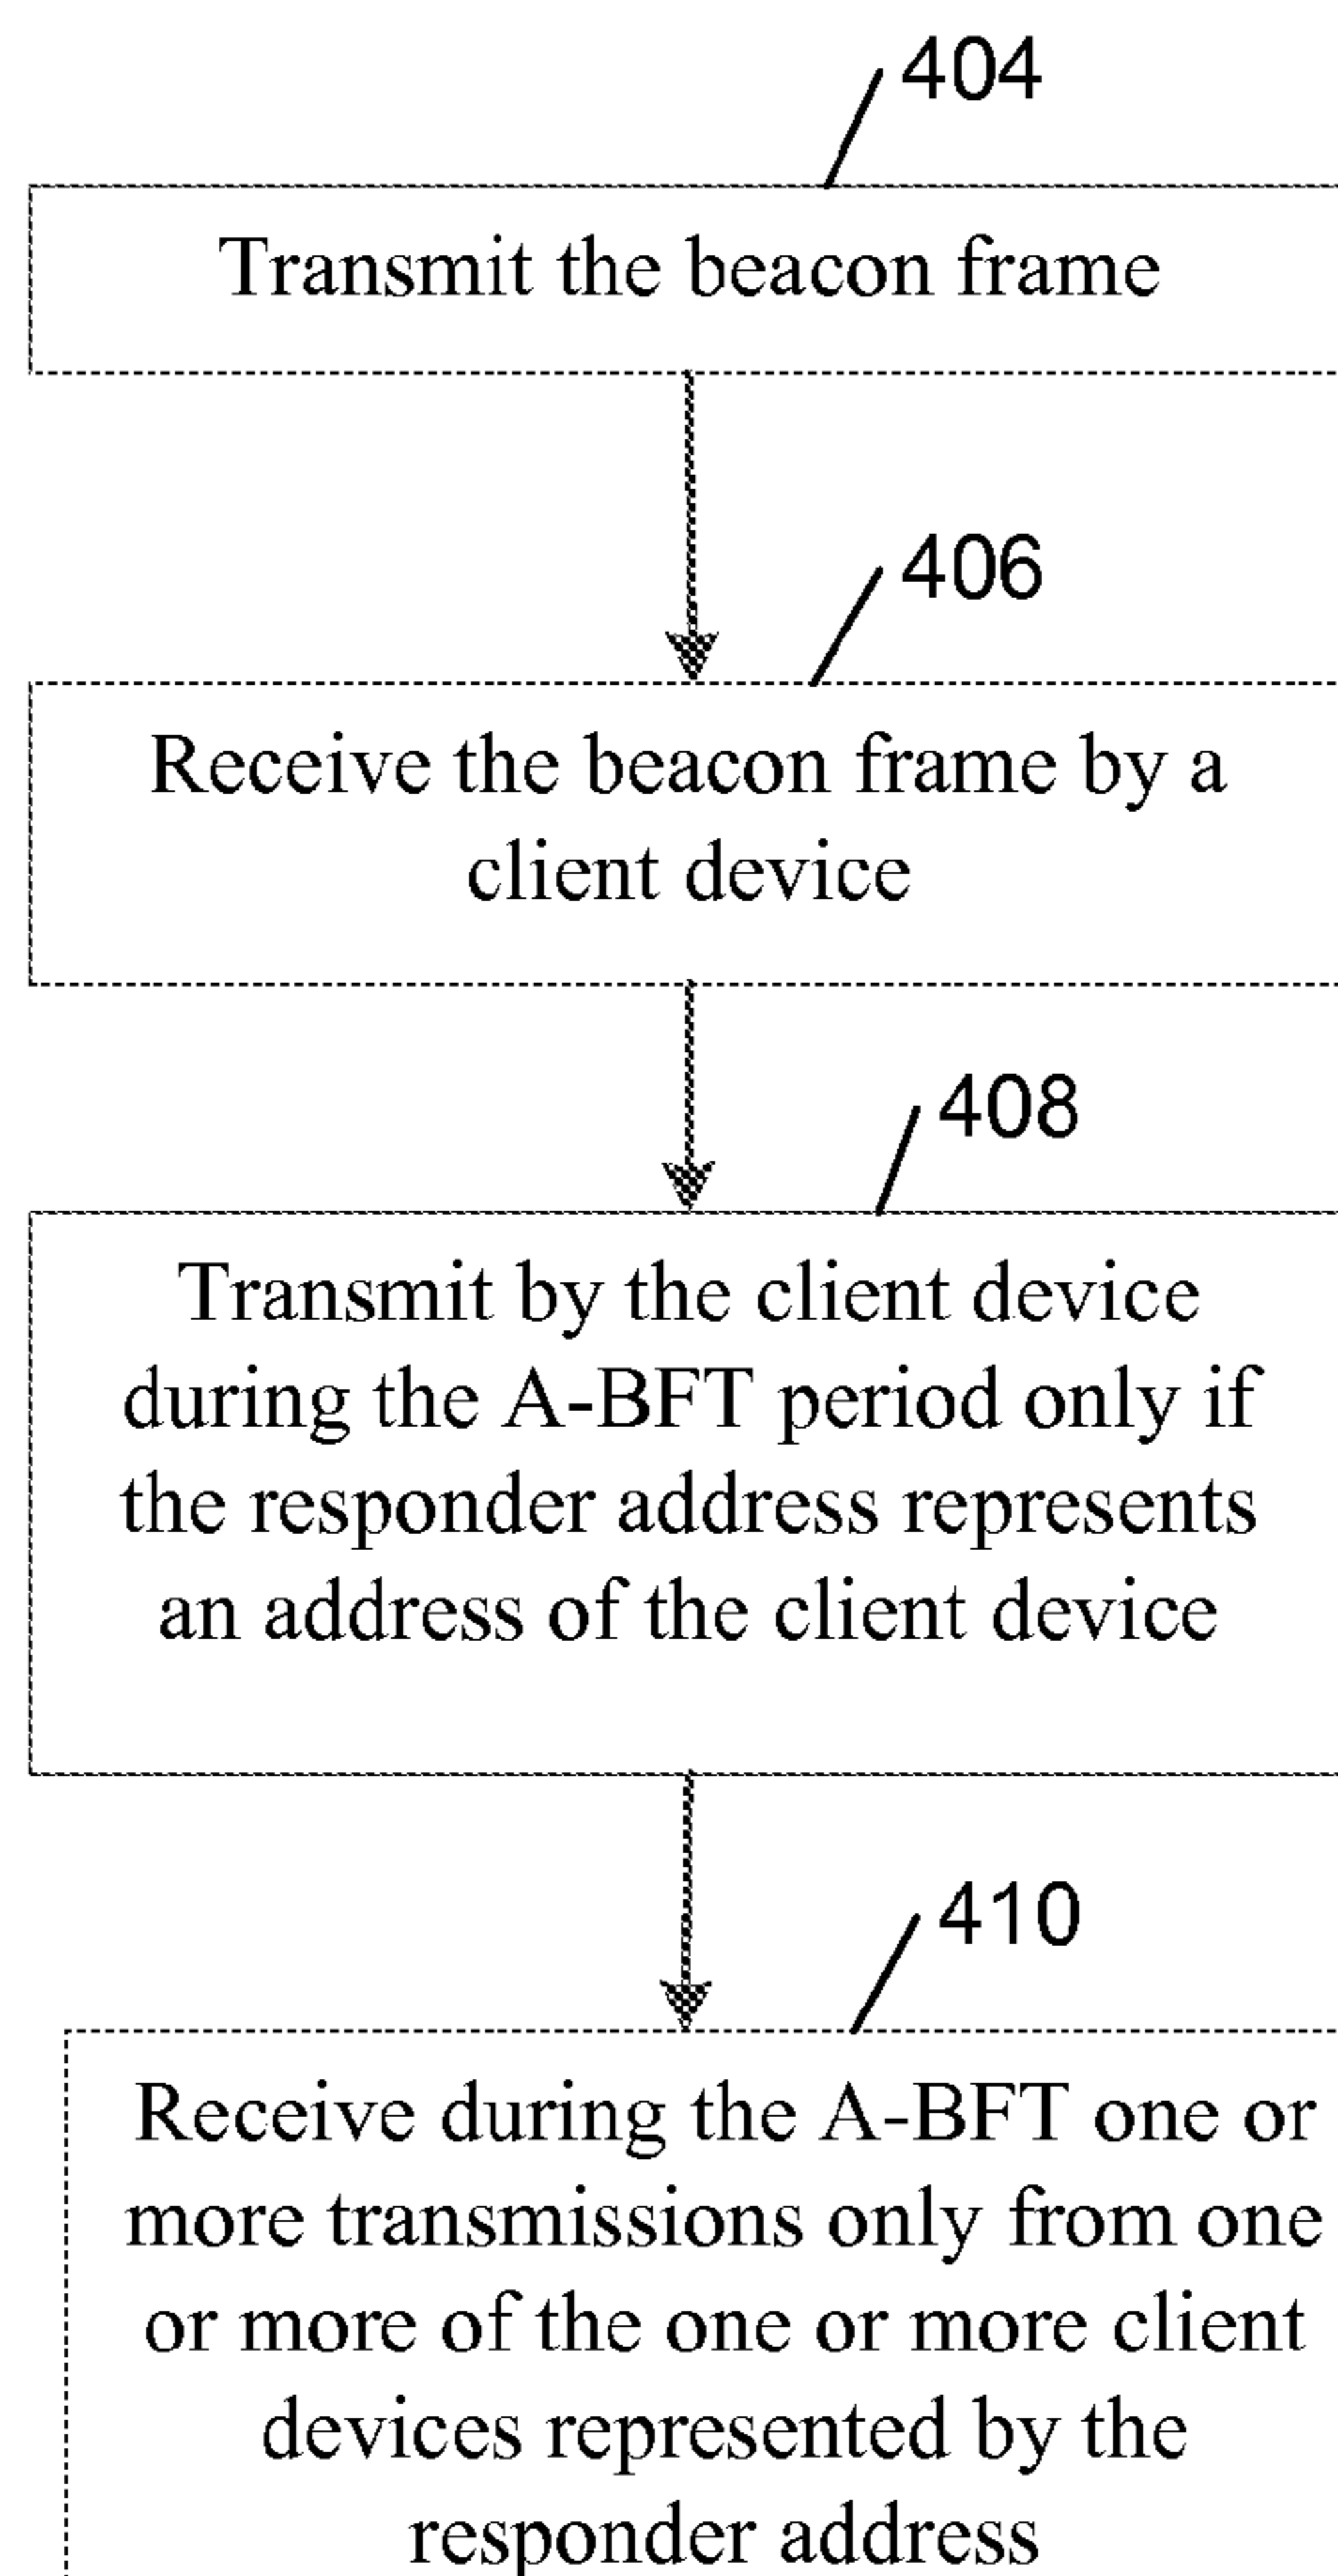 404
Transmit the beacon frame
406
Receive the beacon frame by a
client device
408
Transmit by the client device
during the A-BFT period only if
the responder address represents
an address of the client device
410
Receive during the A-BFT one or
more transmissions only from one
or more of the one or more client
devices represented by the
responder address